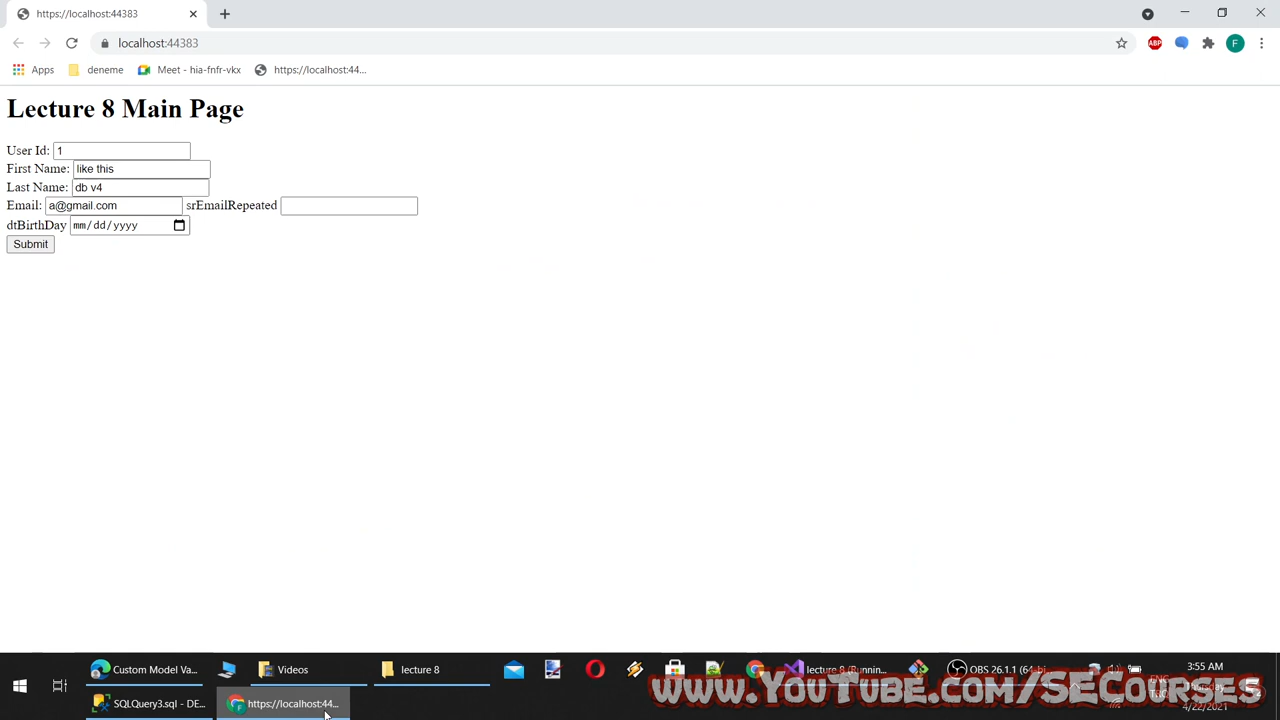 https://localhost:44383
localhost:44383
ABP
F
Apps
deneme
Meet - hia-fnfr-vkx
https://localhost:44...
Lecture 8 Main Page
User Id: 1
First Name: like this
Last Name: db v4
Email: a@gmail.com srEmailRepeated
dtBirthDay mm/dd/yyyy
Submit
Custom Model Va...
Videos
lecture 8
lecture 8 (Runnin...
OBS 26.1.1 (64-bi...
3:55 AM
ENG
Thursday
4/22/2021
SQLQuery3.sql - DE...
https://localhost:44...
www.YouTube.com/SECourses